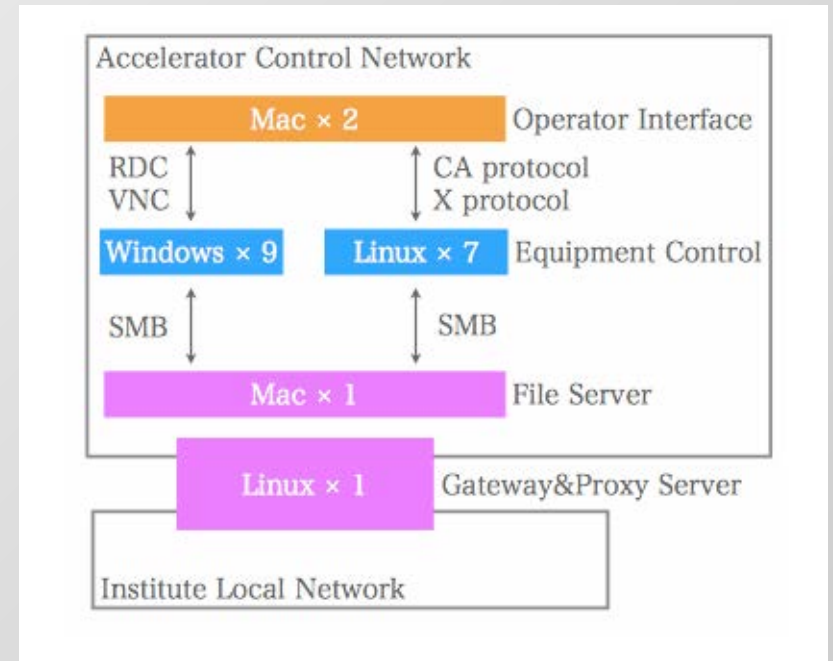 Accelerator Control Network
Mac × 2
Operator Interface
RDC
VNC
CA protocol
X protocol
Windows × 9
Linux × 7
Equipment Control
SMB
SMB
Mac × 1
File Server
Linux × 1
Gateway&Proxy Server
Institute Local Network